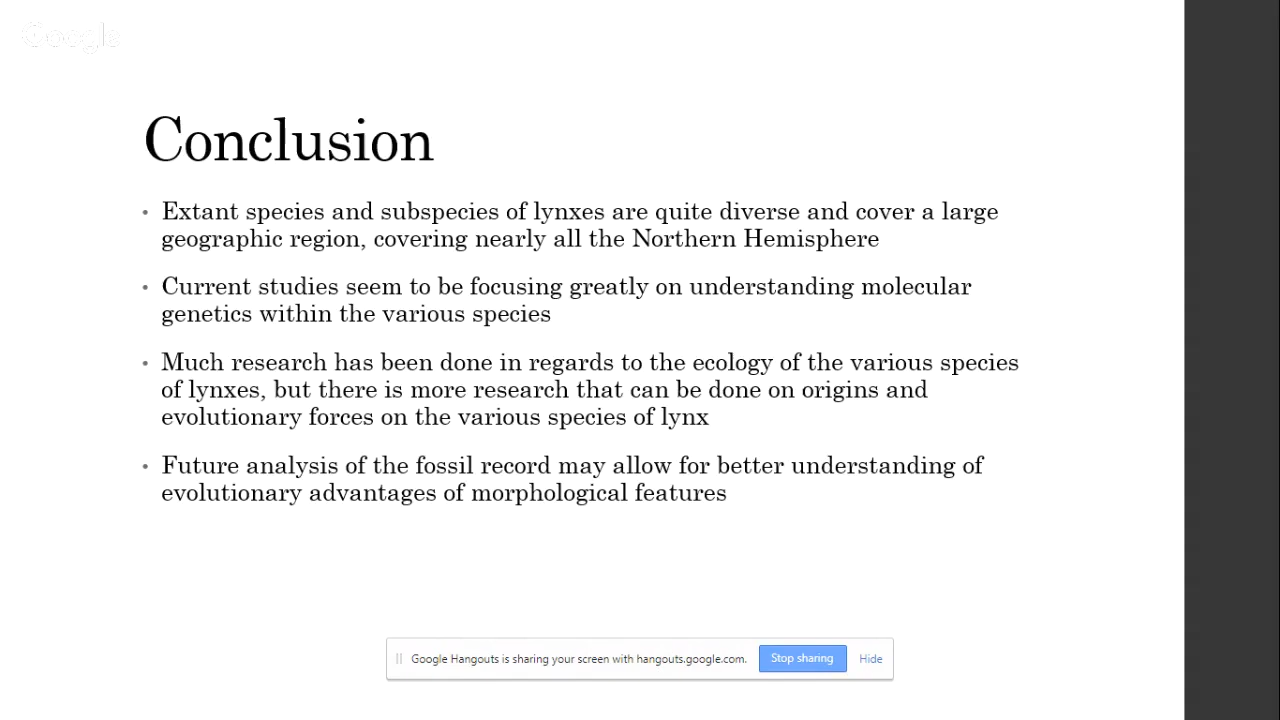 Google
Conclusion
• Extant species and subspecies of lynxes are quite diverse and cover a large
geographic region, covering nearly all the Northern Hemisphere
• Current studies seem to be focusing greatly on understanding molecular
genetics within the various species
• Much research has been done in regards to the ecology of the various species
of lynxes, but there is more research that can be done on origins and
evolutionary forces on the various species of lynx
• Future analysis of the fossil record may allow for better understanding of
evolutionary advantages of morphological features
Google Hangouts is sharing your screen with hangouts.google.com. Stop sharing Hide